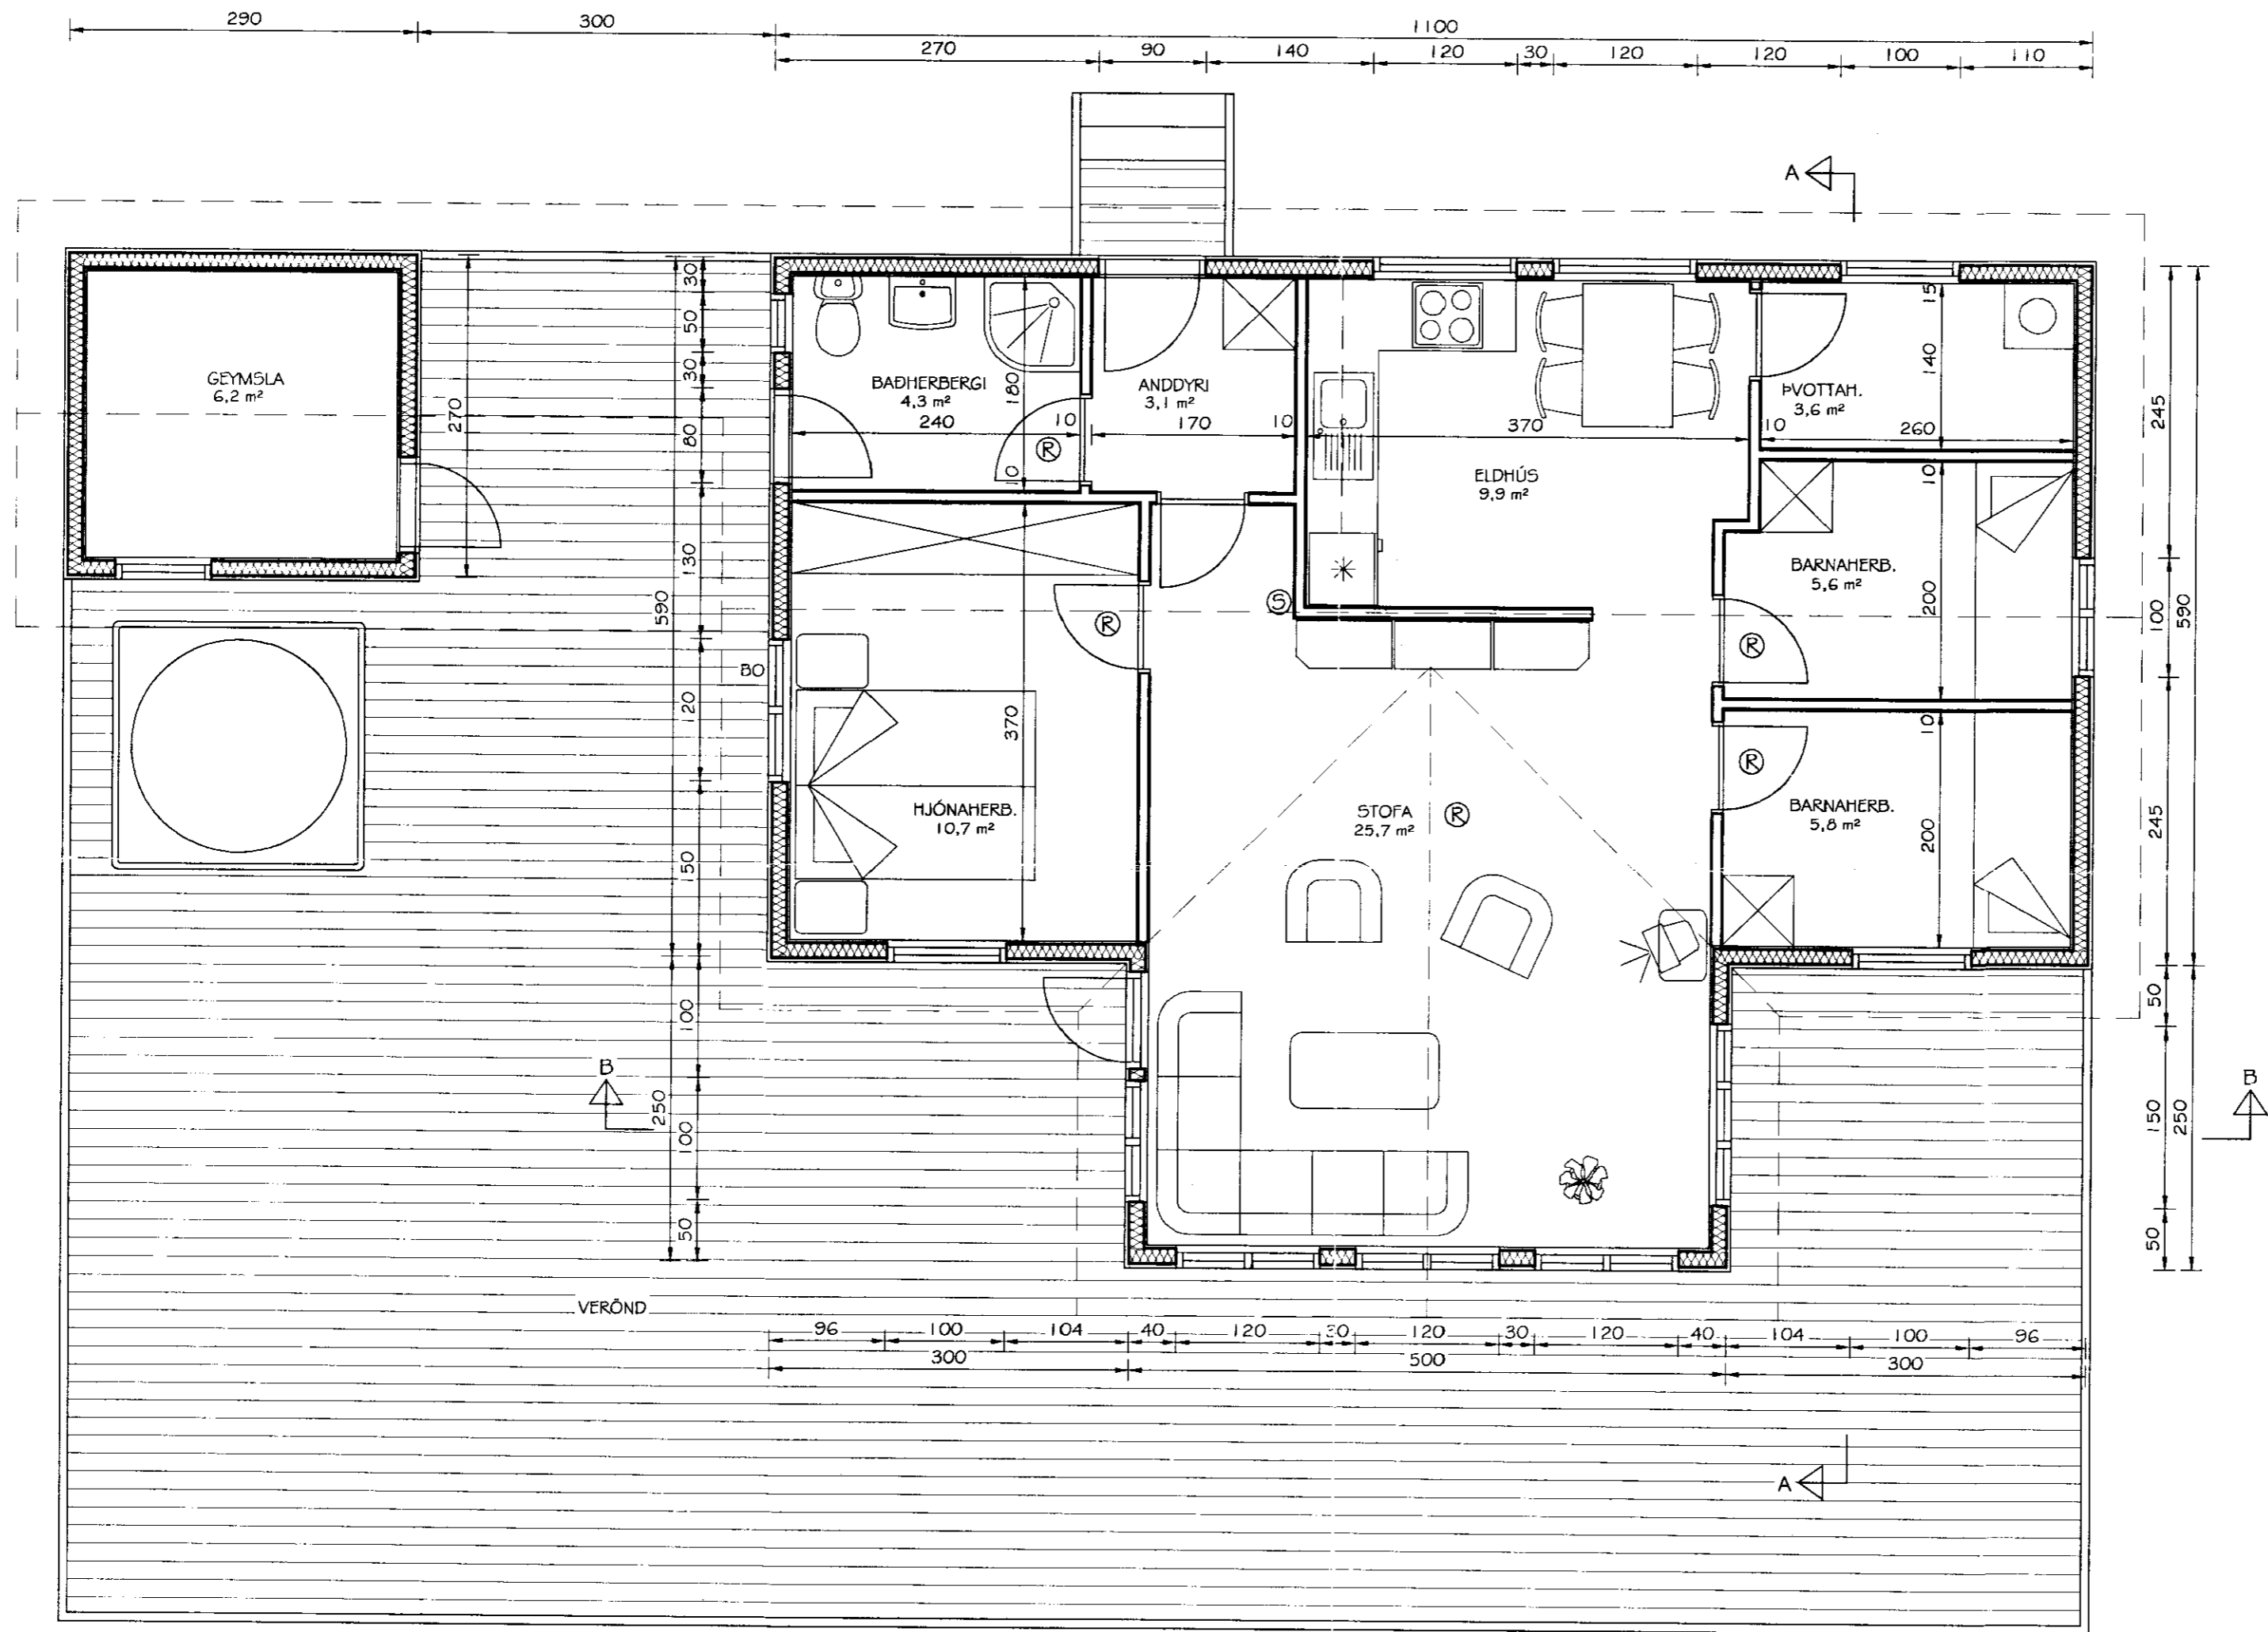 290
300
1100
270
90
140
120
30
120
120
100
110
A
GEYMSLA
6,2 m²
270
30
50
30
80
130
590
120
150
BO
BAÐHERBERGI
4,3 m²
240
180
10
10
R
ANDDYRI
3,1 m²
170
10
ELDHÚS
9,9 m²
370
ÞVOTTAH.
3,6 m²
15
140
10
260
10
BARNAHERB.
5,6 m²
200
R
S
R
370
HJÓNAHERB.
10,7 m²
STOFA
25,7 m²
R
10
R
BARNAHERB.
5,8 m²
200
245
100
590
245
50
150
250
50
B
B
100
250
100
50
VERÖND
96
100
104
40
120
30
120
30
120
40
104
100
96
300
500
300
A